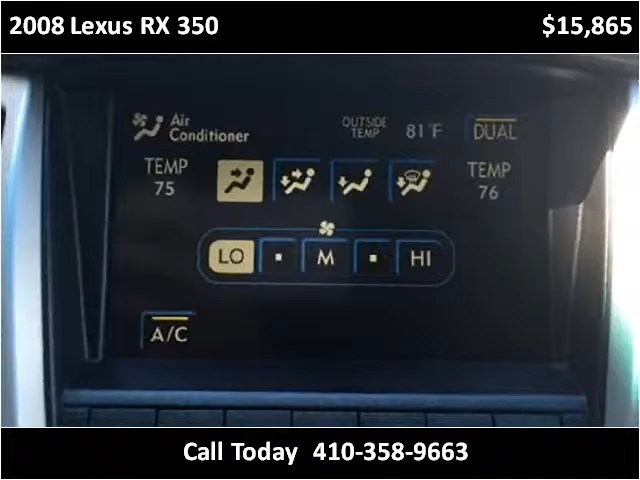 2008 Lexus RX 350 $15,865
Air Conditioner
OUTSIDE TEMP 81°F
DUAL
TEMP 75
TEMP 76
LO M HI
A/C
Call Today 410-358-9663